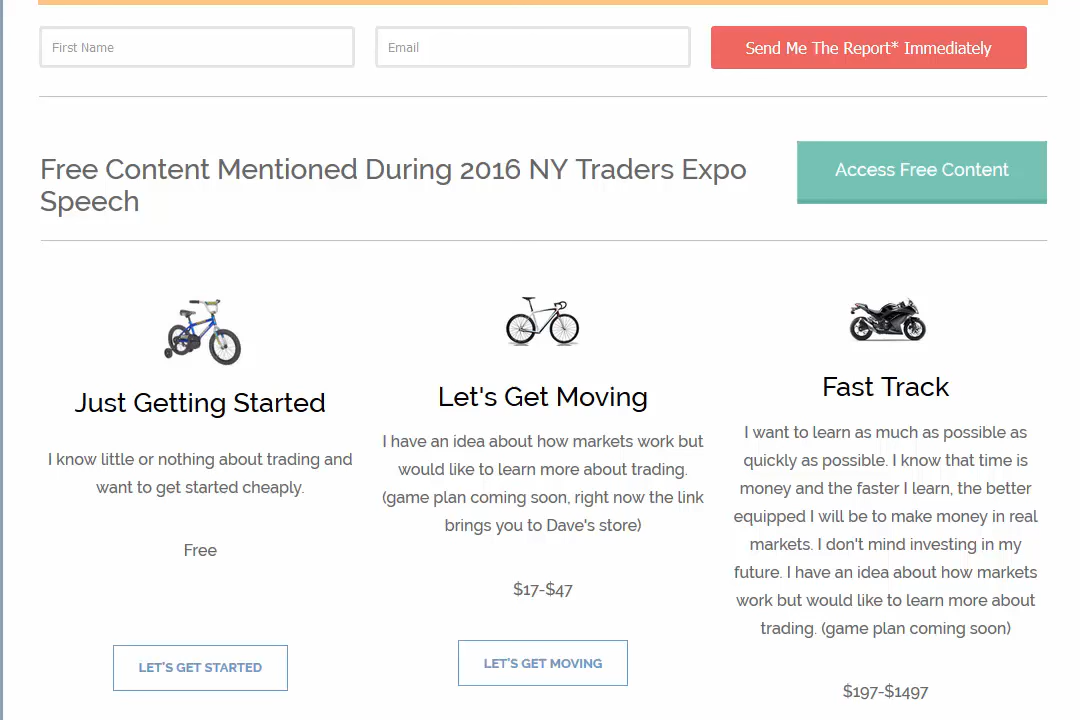 First Name
Email
Send Me The Report* Immediately
Free Content Mentioned During 2016 NY Traders Expo
Speech
Access Free Content
Just Getting Started
I know little or nothing about trading and
want to get started cheaply.
Free
LET'S GET STARTED
Let's Get Moving
I have an idea about how markets work but
would like to learn more about trading.
(game plan coming soon, right now the link
brings you to Dave's store)
$17-$47
LET'S GET MOVING
Fast Track
I want to learn as much as possible as
quickly as possible. I know that time is
money and the faster I learn, the better
equipped I will be to make money in real
markets. I don't mind investing in my
future. I have an idea about how markets
work but would like to learn more about
trading. (game plan coming soon)
$197-$1497